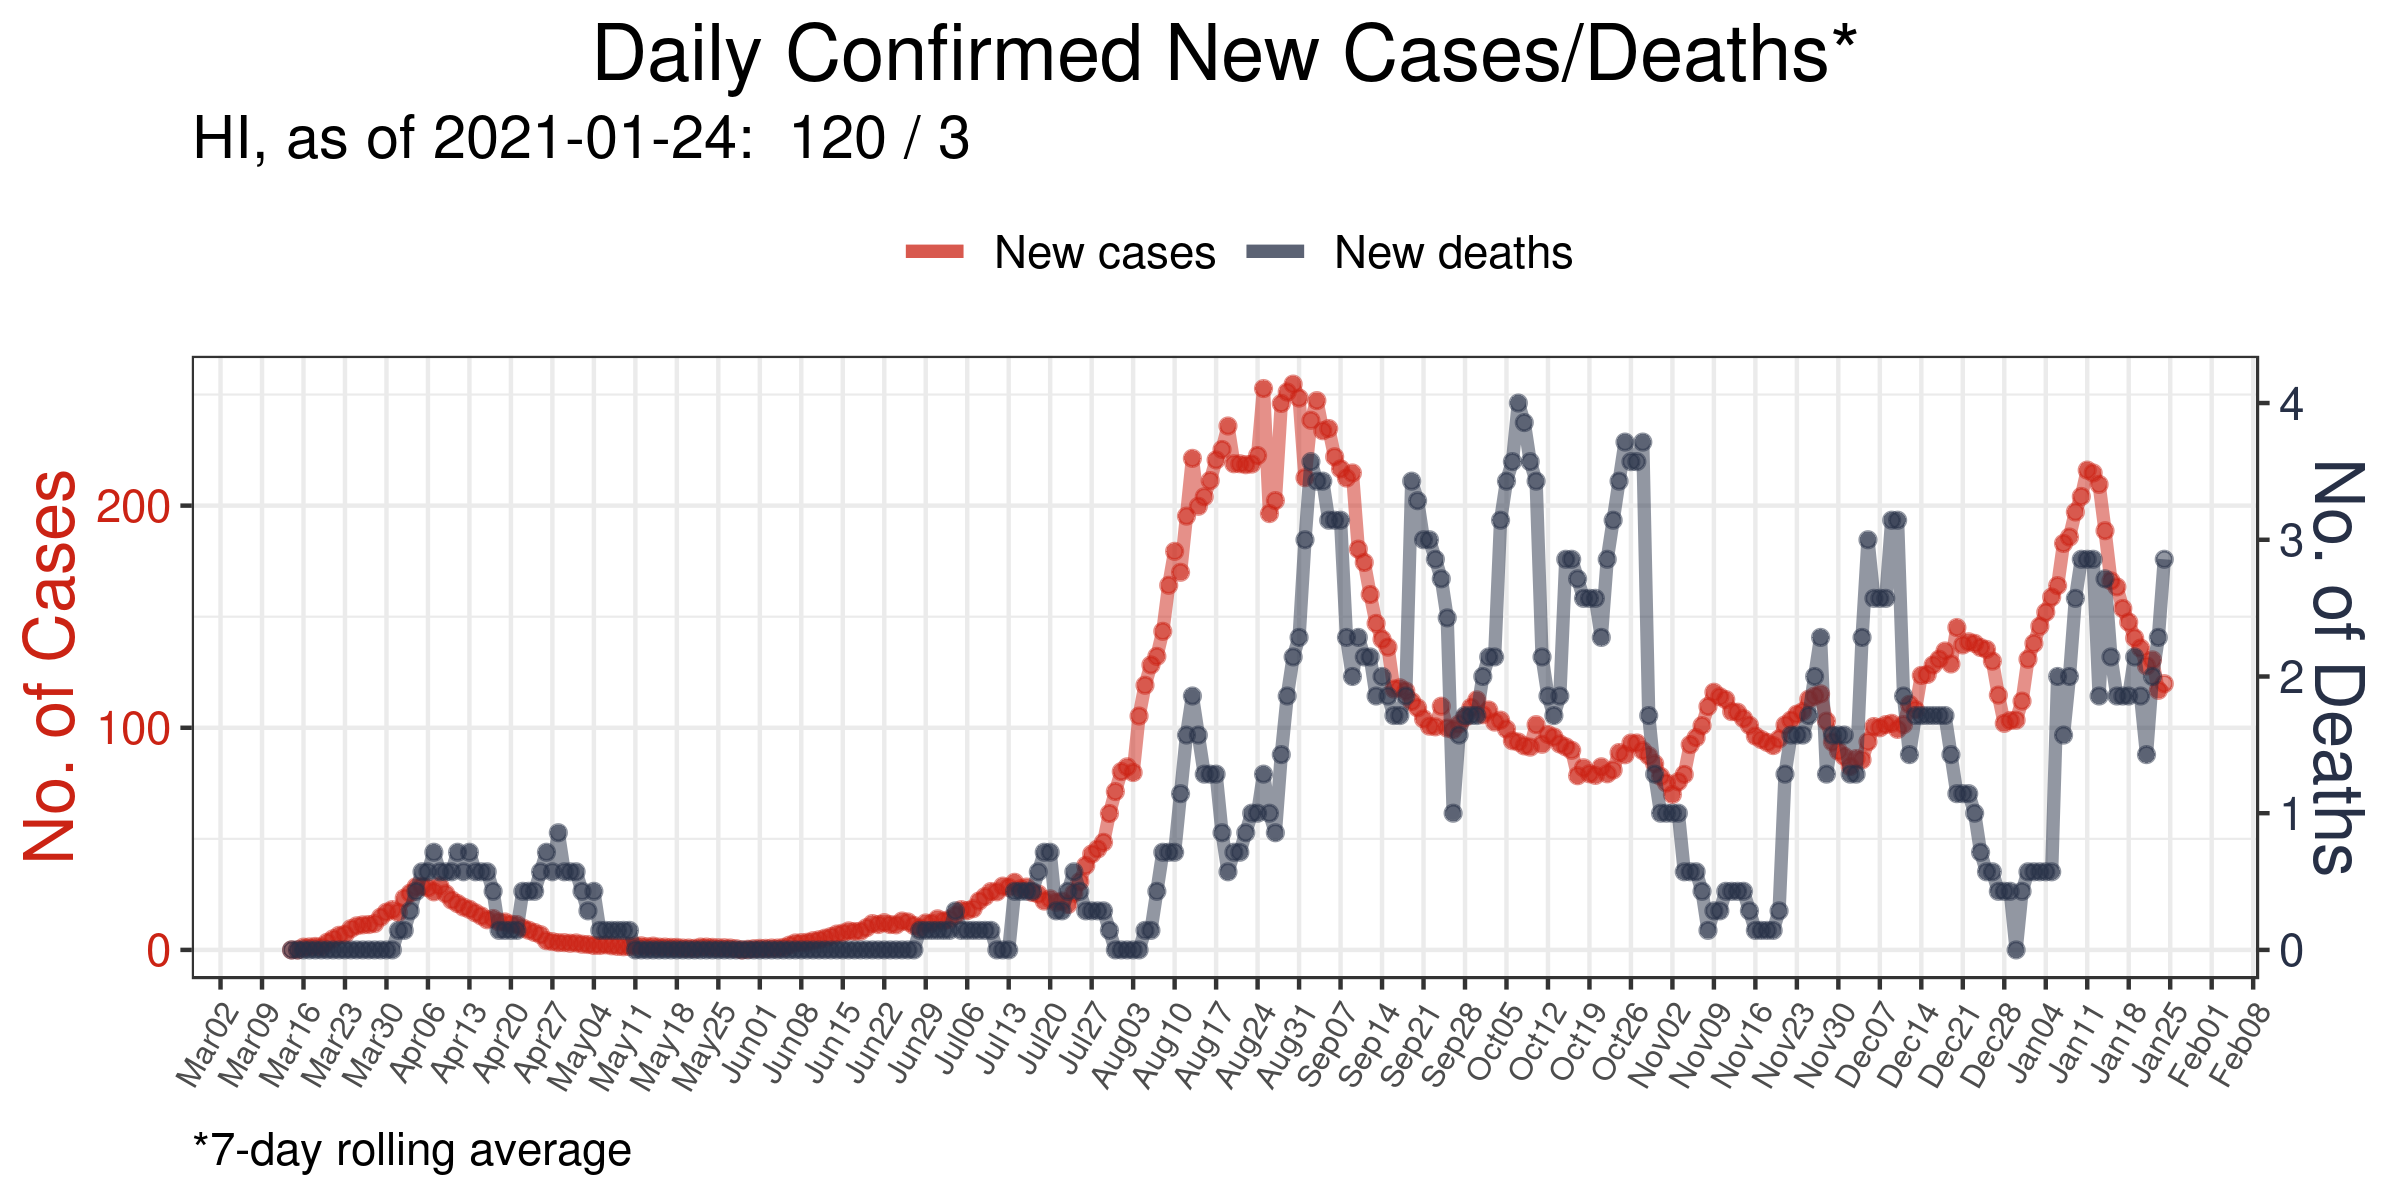 Daily Confirmed New Cases/Deaths*
HI, as of 2021-01-24:  120 / 3
New cases
New deaths
No. of Cases
200
100
0
4
3
2
1
0
No. of Deaths
Mar02
Mar09
Mar16
Mar23
Mar30
Apr06
Apr13
Apr20
Apr27
May04
May11
May18
May25
Jun01
Jun08
Jun15
Jun22
Jun29
Jul06
Jul13
Jul20
Jul27
Aug03
Aug10
Aug17
Aug24
Aug31
Sep07
Sep14
Sep21
Sep28
Oct05
Oct12
Oct19
Oct26
Nov02
Nov09
Nov16
Nov23
Nov30
Dec07
Dec14
Dec21
Dec28
Jan04
Jan11
Jan18
Jan25
Feb01
Feb08
*7-day rolling average